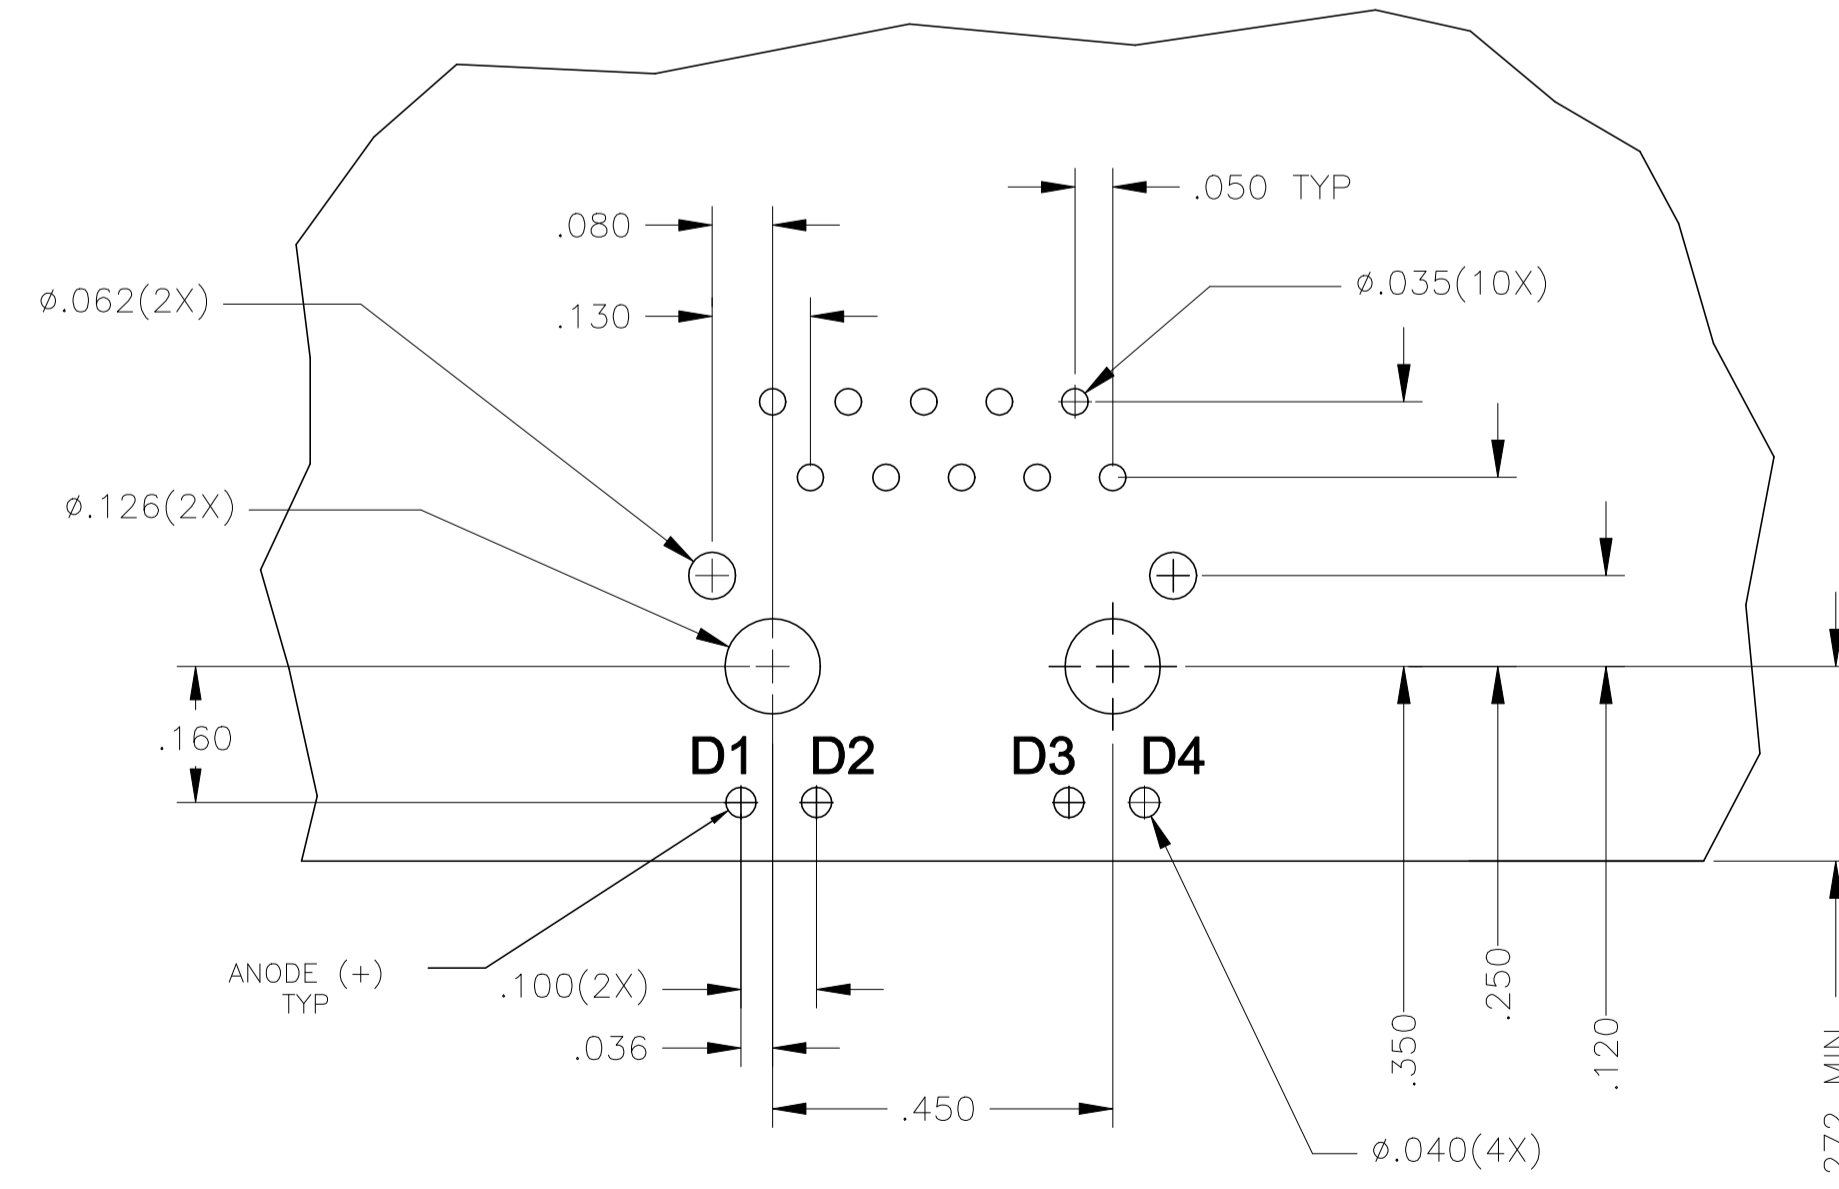 .050 TYP
.080
⌀.062(2X)
⌀.035(10X)
.130
⌀.126(2X)
.160
D1 D2 D3 D4
ANODE (+)
TYP
.100(2X)
.036
.450
.350
.250
.120
272 MIN
⌀.040(4X)